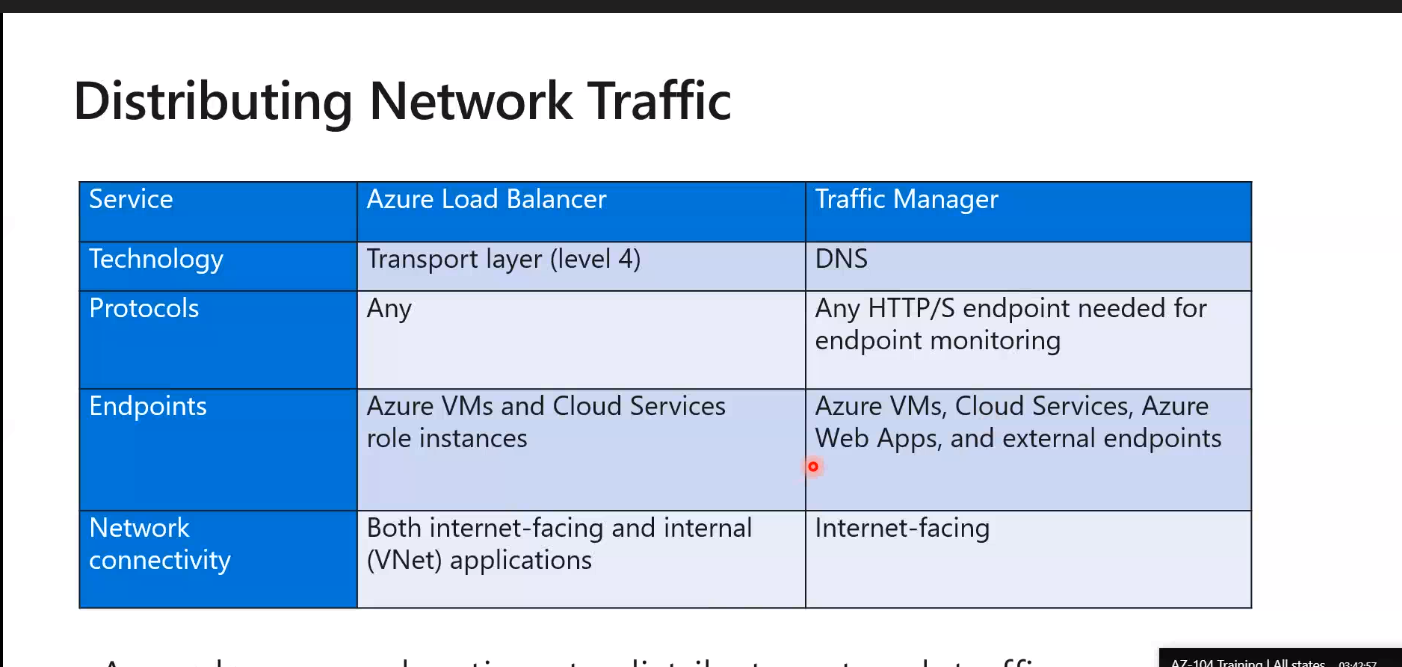 Distributing Network Traffic
Service
Azure Load Balancer
Traffic Manager
Technology
Transport layer (level 4)
DNS
Protocols
Any
Any HTTP/S endpoint needed for
endpoint monitoring
Endpoints
Azure VMs and Cloud Services
role instances
Azure VMs, Cloud Services, Azure
Web Apps, and external endpoints
Network
connectivity
Both internet-facing and internal
(VNet) applications
Internet-facing
AZ-104 Training | All states 03:42:57